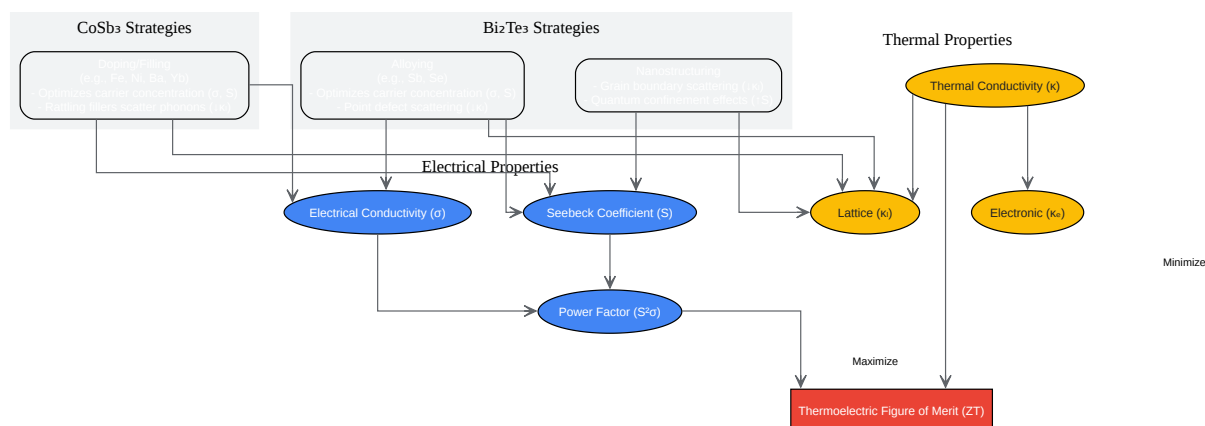 CoSb₃ Strategies
Doping/Filling
(e.g., Fe, Ni, Ba, Yb)
- Optimizes carrier concentration (σ, S)
- Rattling fillers scatter phonons (↓κₗ)
Bi₂Te₃ Strategies
Alloying
(e.g., Sb, Se)
- Optimizes carrier concentration (σ, S)
- Point defect scattering (↓κₗ)
Nanostructuring
- Grain boundary scattering (↓κₗ)
- Quantum confinement effects (↑S)
Thermal Properties
Thermal Conductivity (κ)
Electrical Properties
Electrical Conductivity (σ)
Seebeck Coefficient (S)
Lattice (κₗ)
Electronic (κₑ)
Minimize
Power Factor (S²σ)
Maximize
Thermoelectric Figure of Merit (ZT)